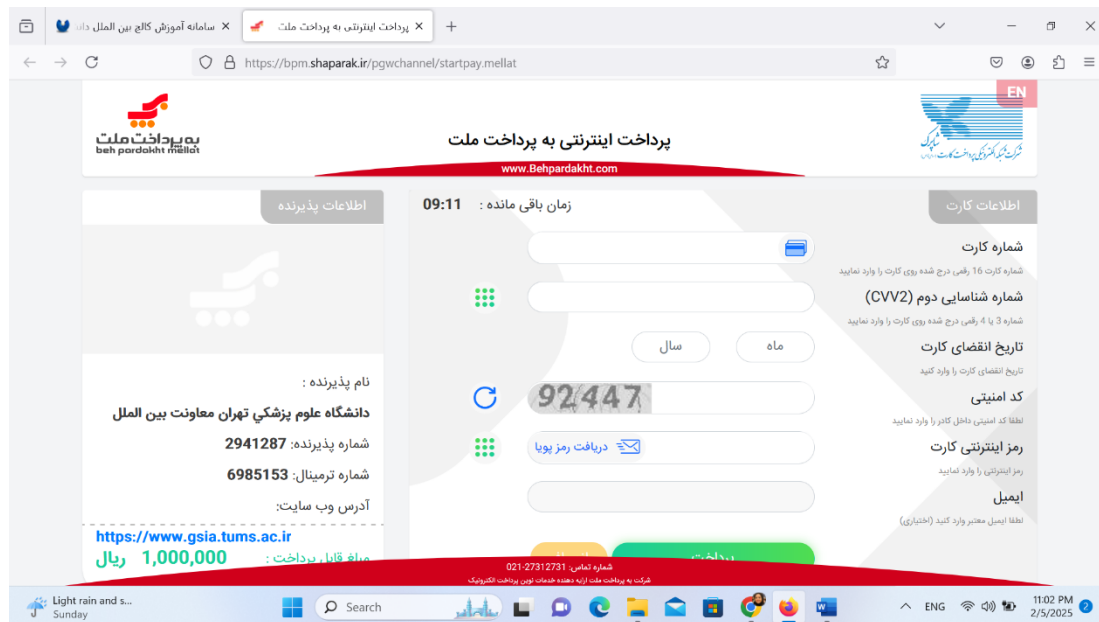 سامانه آموزش کالج بین الملل دانـ
پرداخت اینترنتی به پرداخت ملت
https://bpm.shaparak.ir/pgwchannel/startpay.mellat
EN
به پرداخت ملت
beh pardakht mellat
پرداخت اینترنتی به پرداخت ملت
www.Behpardakht.com
شاپرک
اطلاعات کارت
زمان باقی مانده : 09:11
شماره کارت
شماره کارت 16 رقمی درج شده روی کارت را وارد نمایید
شماره شناسایی دوم (CVV2)
شماره 3 یا 4 رقمی درج شده روی کارت را وارد نمایید
تاریخ انقضای کارت
ماه
سال
تاریخ انقضای کارت را وارد کنید
کد امنیتی
92447
لطفا کد امنیتی داخل کادر را وارد نمایید
رمز اینترنتی کارت
دریافت رمز پویا
رمز اینترنتی را وارد نمایید
ایمیل
لطفا ایمیل معتبر وارد کنید (اختیاری)
پرداخت
اطلاعات پذیرنده
نام پذیرنده :
دانشگاه علوم پزشكي تهران معاونت بین الملل
شماره پذیرنده: 2941287
شماره ترمینال: 6985153
آدرس وب سایت:
https://www.gsia.tums.ac.ir
مبلغ قابل پرداخت : 1,000,000 ریال
شماره تماس: 27312731-021
شرکت به پرداخت ملت ارایه دهنده خدمات نوین پرداخت الکترونیک
Light rain and s...
Sunday
Search
ENG
11:02 PM
2/5/2025
2